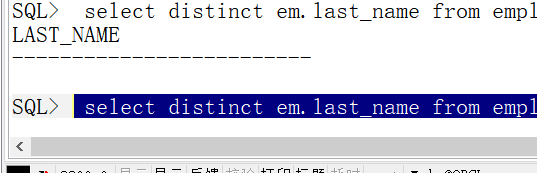 SQL> select distinct em.last_name from empl
LAST_NAME
-------------------------
SQL> select distinct em.last_name from empl